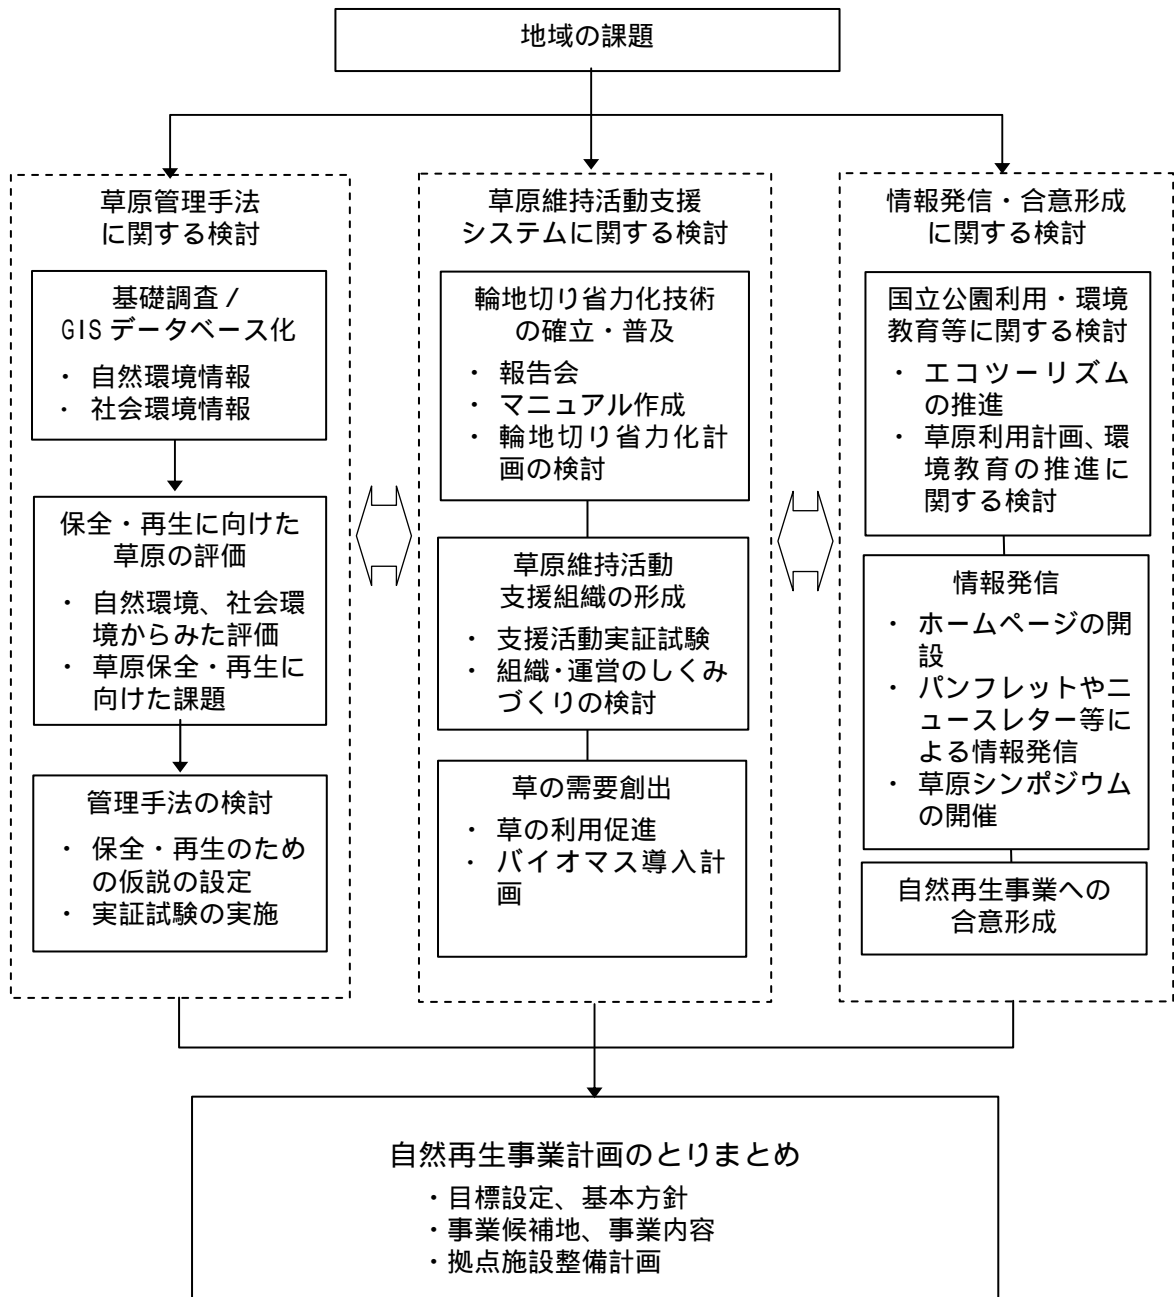 地域の課題
草原管理手法
に関する検討
基礎調査 /
GIS データベース化
・ 自然環境情報
・ 社会環境情報
保全・再生に向けた
草原の評価
・ 自然環境、社会環
境からみた評価
・ 草原保全・再生に
向けた課題
管理手法の検討
・ 保全・再生のため
の仮説の設定
・ 実証試験の実施
草原維持活動支援
システムに関する検討
輪地切り省力化技術
の確立・普及
・ 報告会
・ マニュアル作成
・ 輪地切り省力化計
画の検討
草原維持活動
支援組織の形成
・ 支援活動実証試験
・ 組織・運営のしくみ
づくりの検討
草の需要創出
・ 草の利用促進
・ バイオマス導入計
画
情報発信・合意形成
に関する検討
国立公園利用・環境
教育等に関する検討
・ エコツーリズム
の推進
・ 草原利用計画、環
境教育の推進に
関する検討
情報発信
・ ホームページの開
設
・ パンフレットやニ
ュースレター等に
よる情報発信
・ 草原シンポジウム
の開催
自然再生事業への
合意形成
自然再生事業計画のとりまとめ
・目標設定、基本方針
・事業候補地、事業内容
・拠点施設整備計画